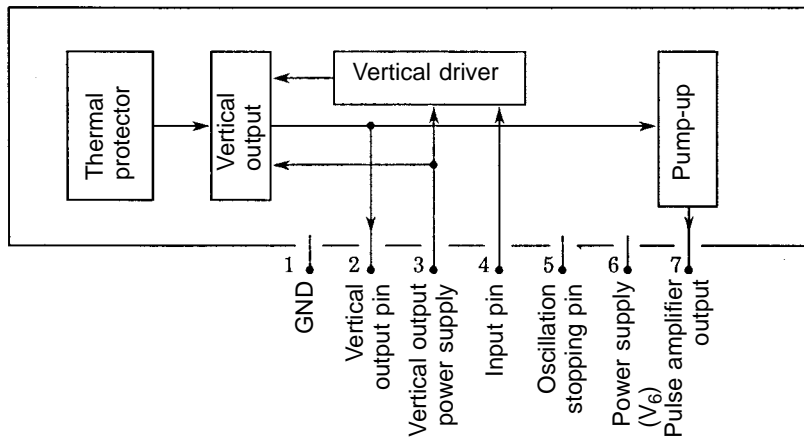 Thermal
protector
Vertical
output
Vertical driver
Pump-up
1
2
3
4
5
6
7
GND
Vertical
output pin
Vertical output
power supply
Input pin
Oscillation
stopping pin
Power supply
(V6)
Pulse amplifier
output